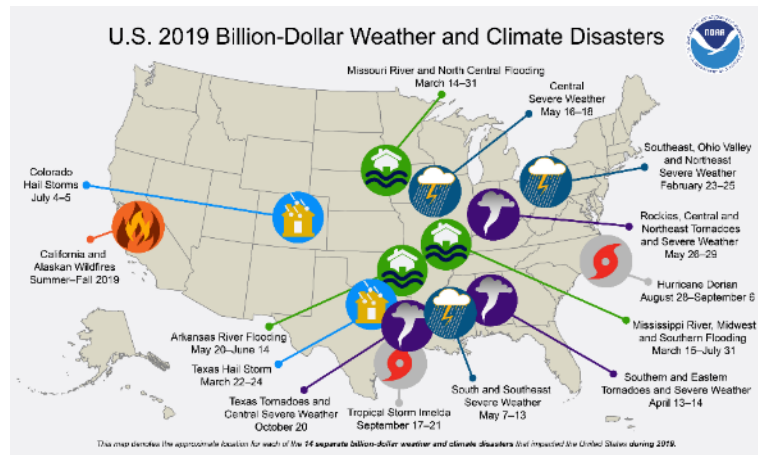 U.S. 2019 Billion-Dollar Weather and Climate Disasters
NOAA
Missouri River and North Central Flooding
March 14–31
Central
Severe Weather
May 16–18
Southeast, Ohio Valley
and Northeast
Severe Weather
February 23–25
Colorado
Hail Storms
July 4–5
Rockies, Central and
Northeast Tornadoes
and Severe Weather
May 26–29
California and
Alaskan Wildfires
Summer–Fall 2019
Hurricane Dorian
August 28–September 6
Arkansas River Flooding
May 20–June 14
Mississippi River, Midwest
and Southern Flooding
March 15–July 31
Texas Hail Storm
March 22–24
Southern and Eastern
Tornadoes and Severe Weather
April 13–14
Texas Tornadoes and
Central Severe Weather
October 20
Tropical Storm Imelda
September 17–21
South and Southeast
Severe Weather
May 7–13
This map denotes the approximate location for each of the 14 separate billion-dollar weather and climate disasters that impacted the United States during 2019.